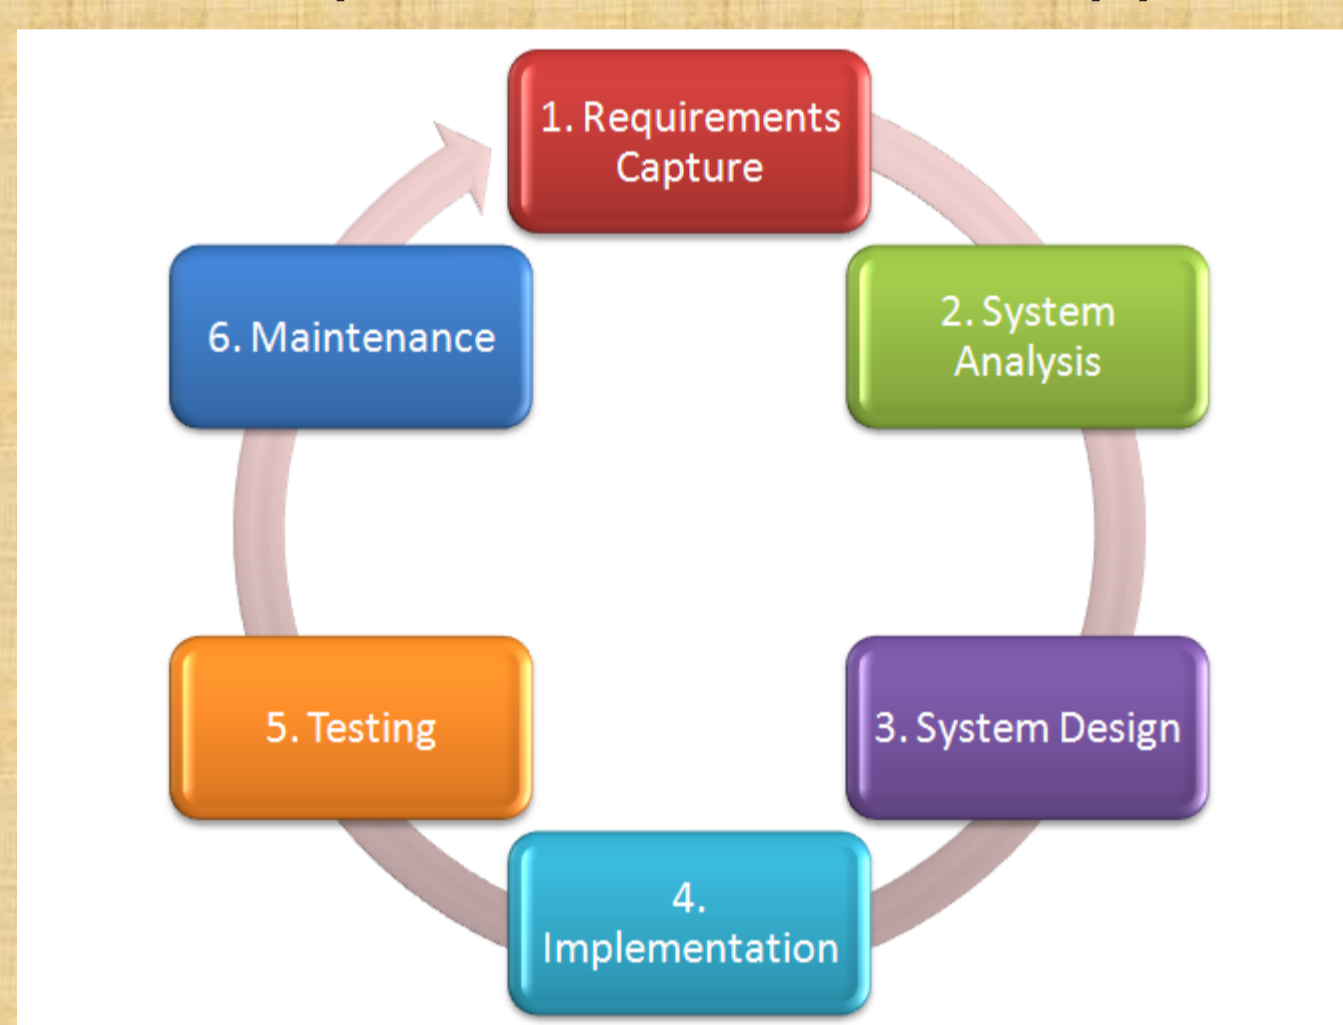 1. Requirements
Capture
2. System
Analysis
3. System Design
4.
Implementation
5. Testing
6. Maintenance